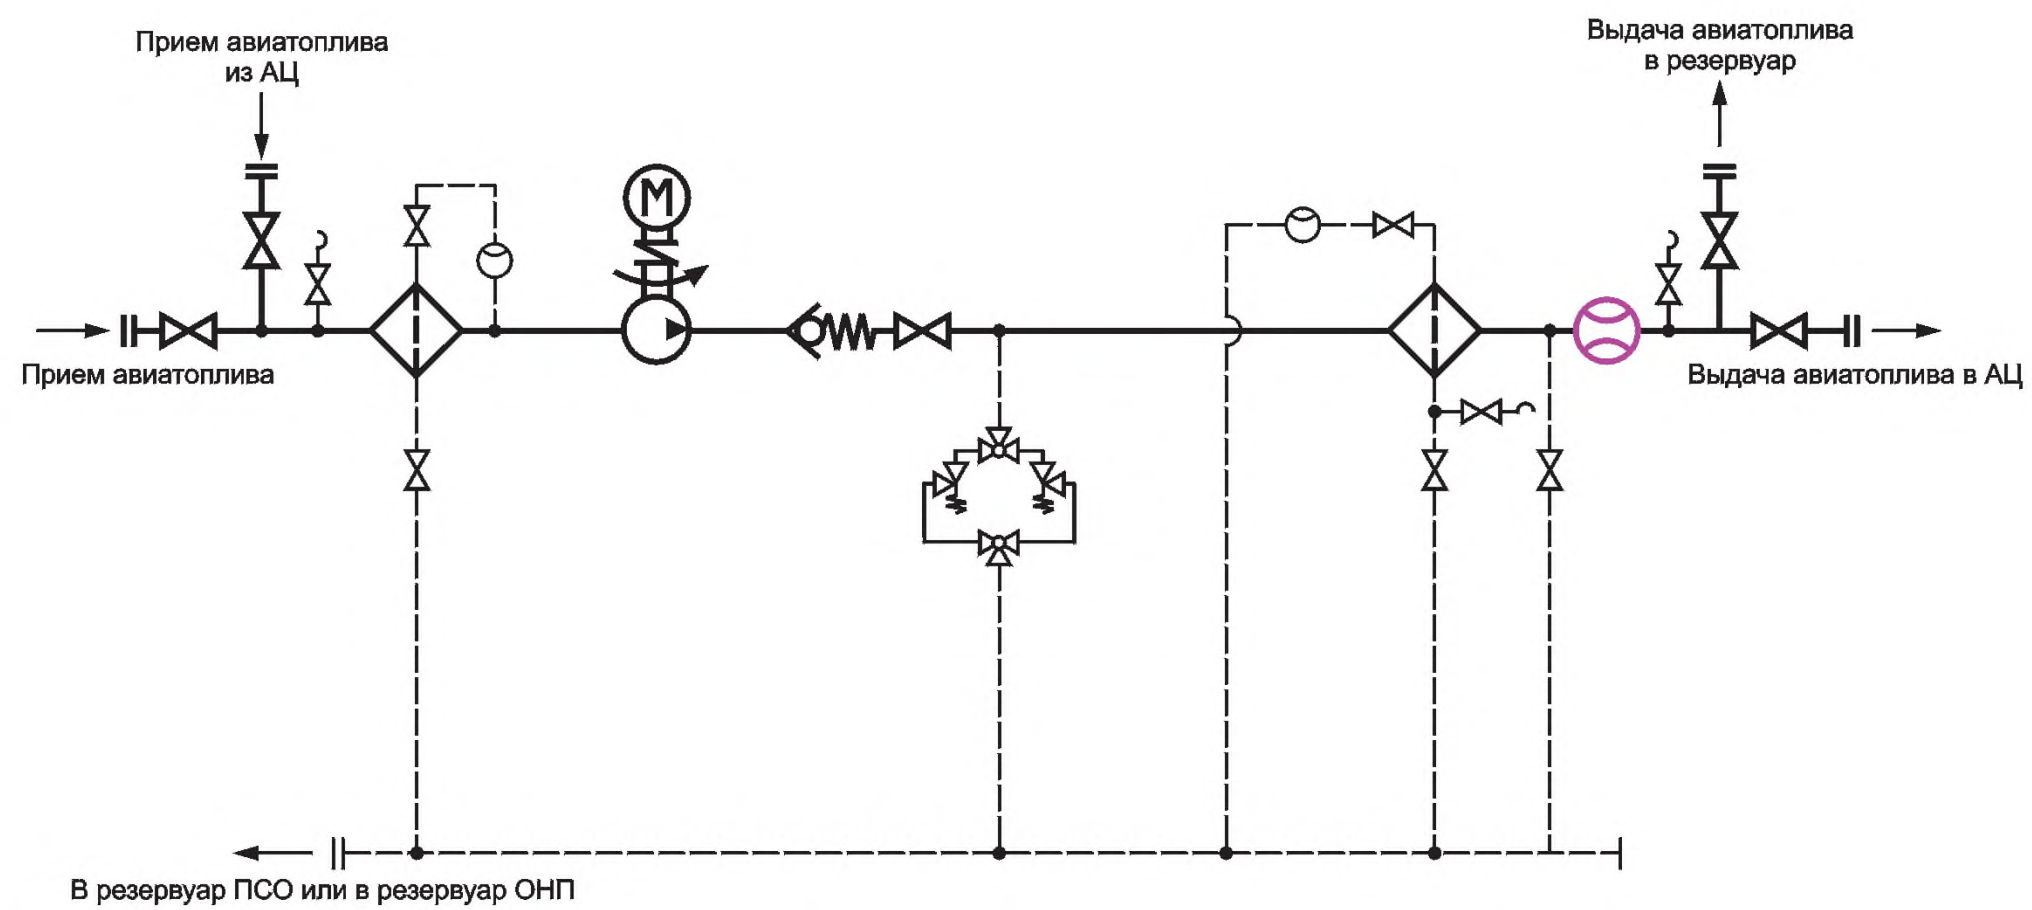 Прием авиатоплива
из АЦ
Выдача авиатоплива
в резервуар
М
Прием авиатоплива
Выдача авиатоплива в АЦ
В резервуар ПСО или в резервуар ОНП